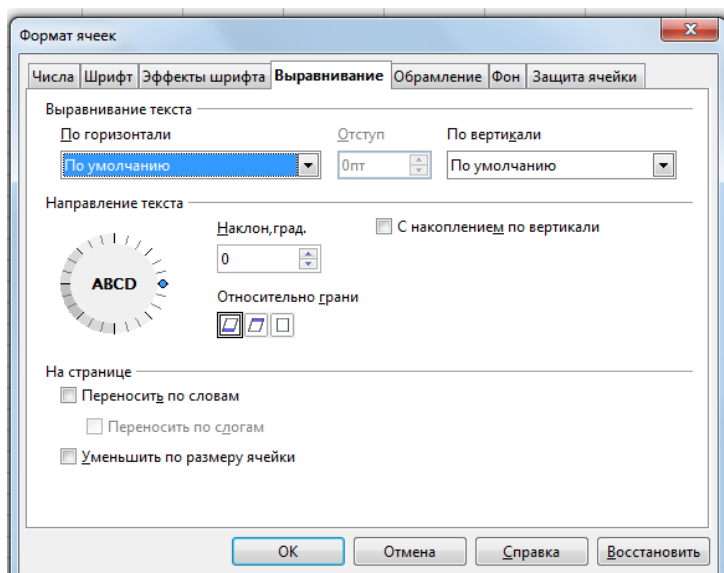 Формат ячеек
Числа Шрифт Эффекты шрифта Выравнивание Обрамление Фон Защита ячейки
Выравнивание текста
По горизонтали Отступ По вертикали
По умолчанию 0пт По умолчанию
Направление текста
Наклон,град. С накоплением по вертикали
ABCD 0
Относительно грани
На странице
Переносить по словам
Переносить по слогам
Уменьшить по размеру ячейки
ОК Отмена Справка Восстановить